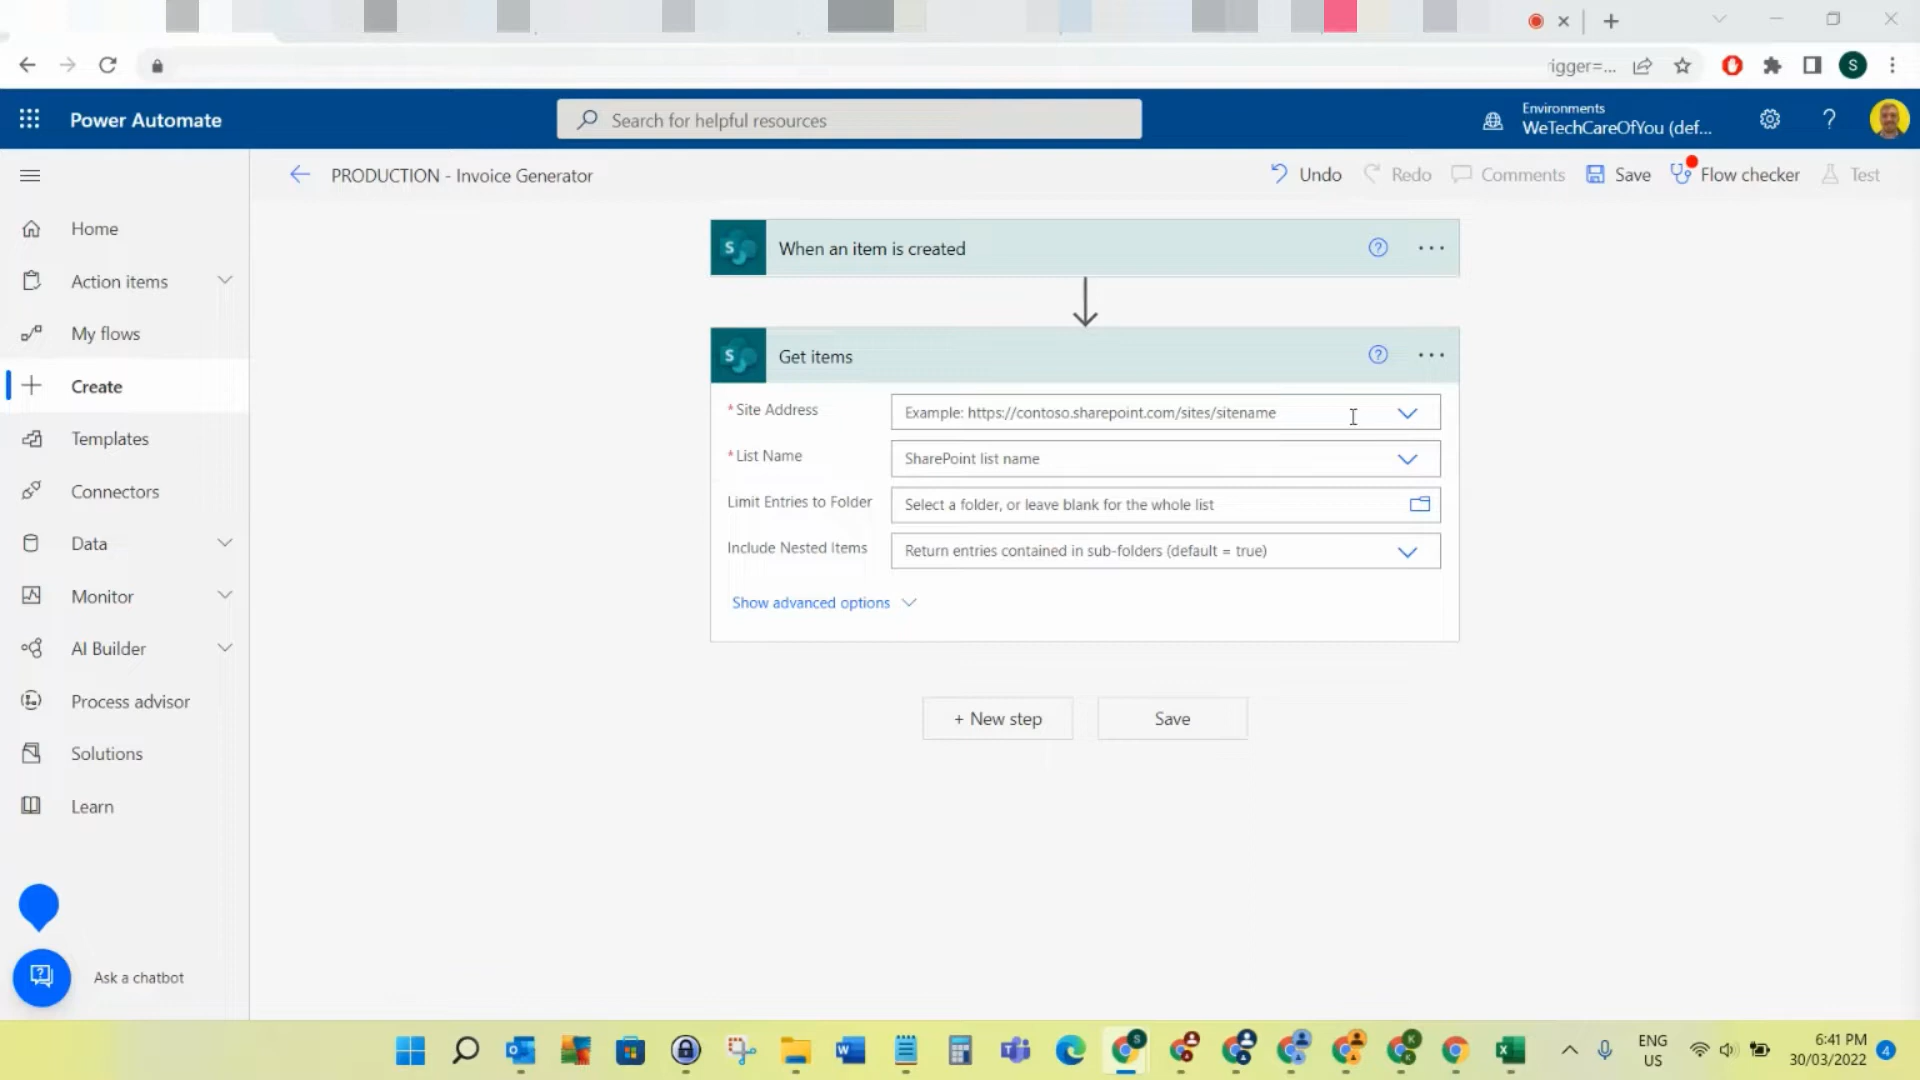 rigger=...
S
Power Automate
Search for helpful resources
Environments
WeTechCareOfYou (def...
PRODUCTION - Invoice Generator
Undo
Redo
Comments
Save
Flow checker
Test
Home
Action items
My flows
Create
Templates
Connectors
Data
Monitor
AI Builder
Process advisor
Solutions
Learn
Ask a chatbot
S
When an item is created
S
Get items
* Site Address
Example: https://contoso.sharepoint.com/sites/sitename
* List Name
SharePoint list name
Limit Entries to Folder
Select a folder, or leave blank for the whole list
Include Nested Items
Return entries contained in sub-folders (default = true)
Show advanced options
+ New step
Save
ENG
US
6:41 PM
30/03/2022
4